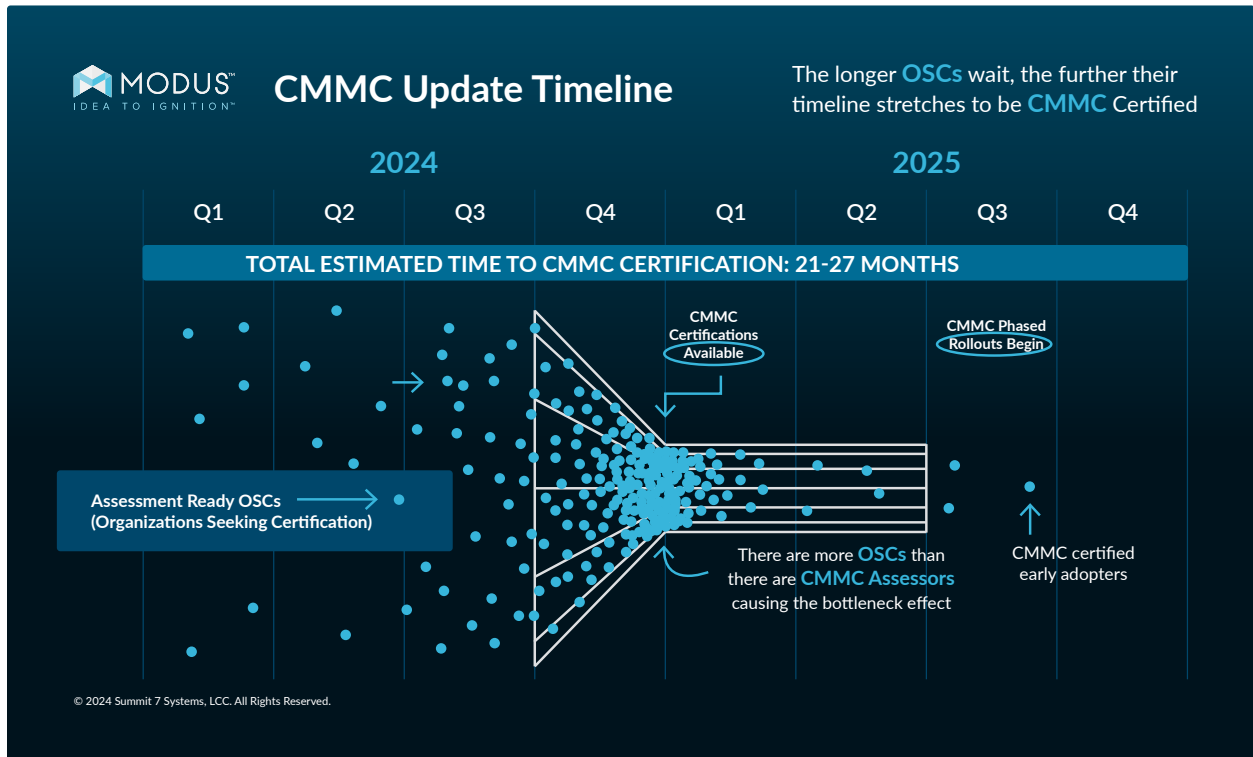 MODUS™
IDEA TO IGNITION™
CMMC Update Timeline
The longer OSCs wait, the further their
timeline stretches to be CMMC Certified
2024
2025
Q1
Q2
Q3
Q4
Q1
Q2
Q3
Q4
TOTAL ESTIMATED TIME TO CMMC CERTIFICATION: 21-27 MONTHS
CMMC
Certifications
Available
CMMC Phased
Rollouts Begin
Assessment Ready OSCs
(Organizations Seeking Certification)
There are more OSCs than
there are CMMC Assessors
causing the bottleneck effect
CMMC certified
early adopters
© 2024 Summit 7 Systems, LCC. All Rights Reserved.